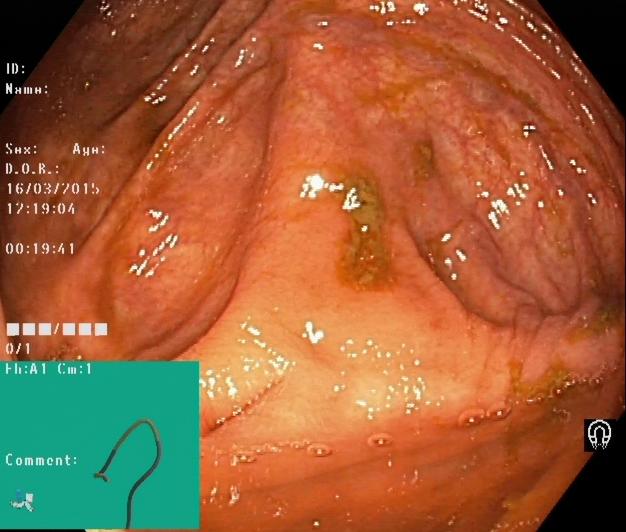 ID:
Name:
Sex: Age:
D.O.R.:
16/03/2015
12:19:04
00:19:41
■■■/■■■
0/1
Eh:A1 Cm:1
Comment: